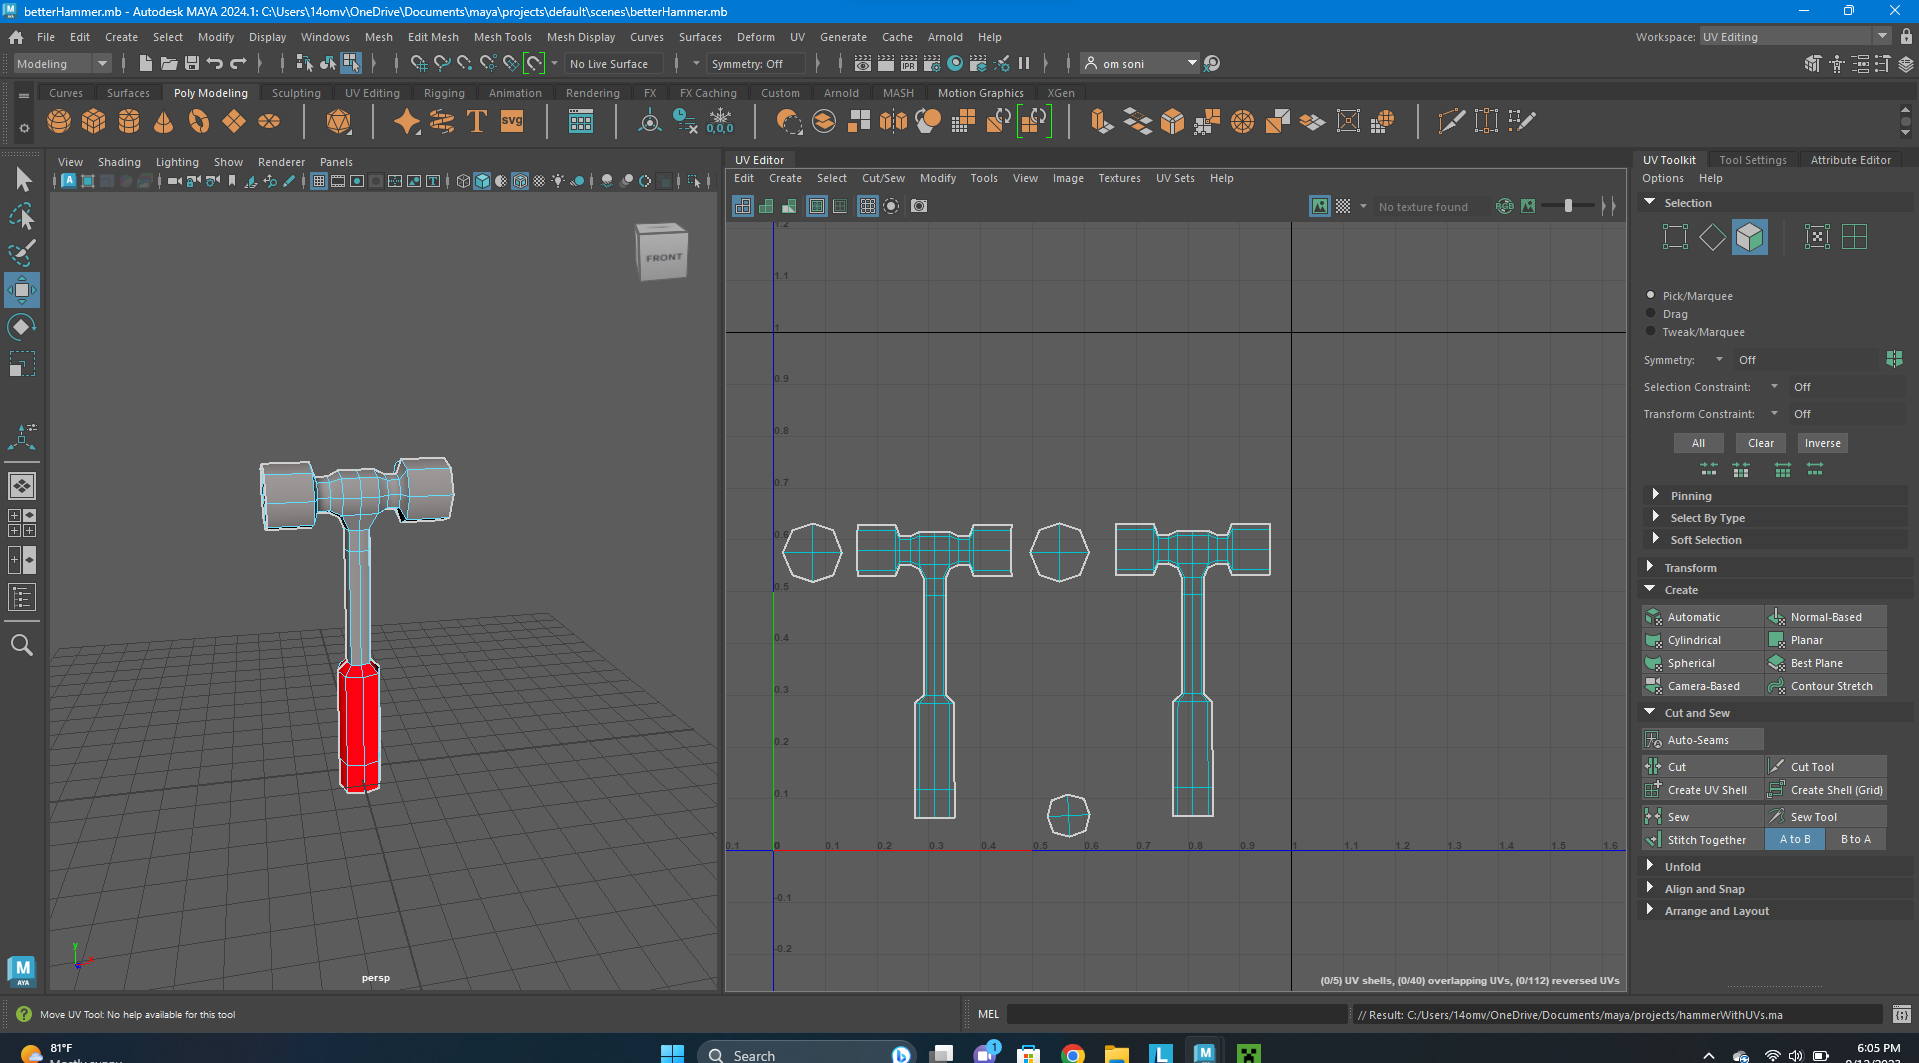 betterHammer.mb - Autodesk MAYA 2024.1: C:\Users\14omv\OneDrive\Documents\maya\projects\default\scenes\betterHammer.mb
File Edit Create Select Modify Display Windows Mesh Edit Mesh Mesh Tools Mesh Display Curves Surfaces Deform UV Generate Cache Arnold Help
Workspace: UV Editing
Modeling
No Live Surface
Symmetry: Off
om soni
Curves Surfaces Poly Modeling Sculpting UV Editing Rigging Animation Rendering FX FX Caching Custom Arnold MASH Motion Graphics XGen
SVG
0,0,0
View Shading Lighting Show Renderer Panels
FRONT
persp
y
UV Editor
Edit Create Select Cut/Sew Modify Tools View Image Textures UV Sets Help
No texture found
RGB
1.2
1.1
1
0.9
0.8
0.7
0.6
0.5
0.4
0.3
0.2
0.1
0.1 0 0.1 0.2 0.3 0.4 0.5 0.6 0.7 0.8 0.9 1 1.1 1.2 1.3 1.4 1.5 1.6
-0.1
-0.2
(0/5) UV shells, (0/40) overlapping UVs, (0/112) reversed UVs
UV Toolkit Tool Settings Attribute Editor
Options Help
Selection
Pick/Marquee
Drag
Tweak/Marquee
Symmetry: Off
Selection Constraint: Off
Transform Constraint: Off
All Clear Inverse
Pinning
Select By Type
Soft Selection
Transform
Create
Automatic Normal-Based
Cylindrical Planar
Spherical Best Plane
Camera-Based Contour Stretch
Cut and Sew
Auto-Seams
Cut Cut Tool
Create UV Shell Create Shell (Grid)
Sew Sew Tool
Stitch Together A to B B to A
Unfold
Align and Snap
Arrange and Layout
M
AYA
Move UV Tool: No help available for this tool
MEL
// Result: C:/Users/14omv/OneDrive/Documents/maya/projects/hammerWithUVs.ma
81°F
Search
1
L
M
6:05 PM